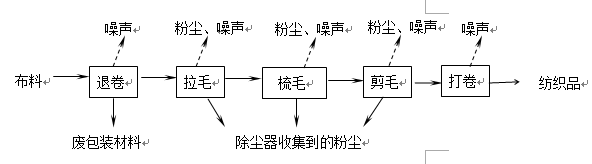 噪声 粉尘、噪声 粉尘、噪声 粉尘、噪声 噪声
布料 退卷 拉毛 梳毛 剪毛 打卷 纺织品
废包装材料 除尘器收集到的粉尘